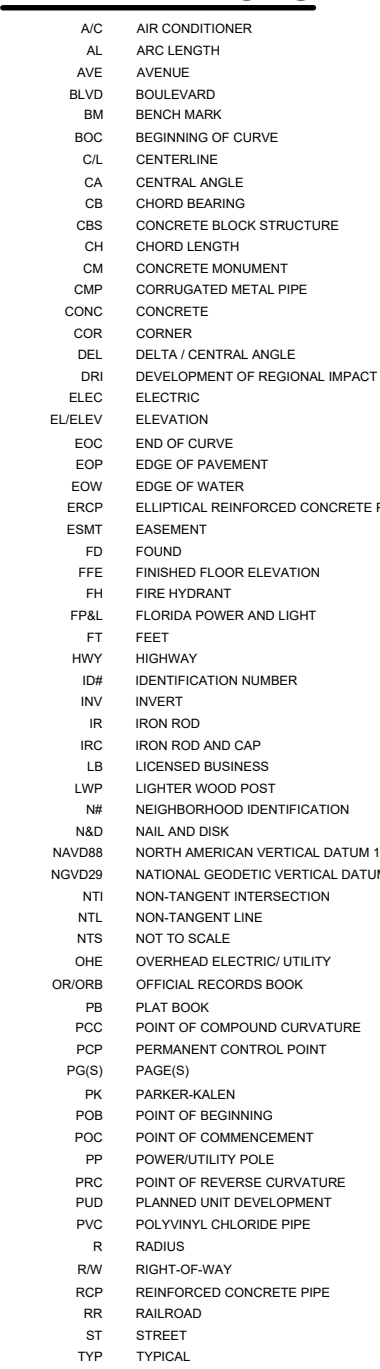 A/C AIR CONDITIONER
AL ARC LENGTH
AVE AVENUE
BLVD BOULEVARD
BM BENCH MARK
BOC BEGINNING OF CURVE
C/L CENTERLINE
CA CENTRAL ANGLE
CB CHORD BEARING
CBS CONCRETE BLOCK STRUCTURE
CH CHORD LENGTH
CM CONCRETE MONUMENT
CMP CORRUGATED METAL PIPE
CONC CONCRETE
COR CORNER
DEL DELTA / CENTRAL ANGLE
DRI DEVELOPMENT OF REGIONAL IMPACT
ELEC ELECTRIC
EL/ELEV ELEVATION
EOC END OF CURVE
EOP EDGE OF PAVEMENT
EOW EDGE OF WATER
ERCP ELLIPTICAL REINFORCED CONCRETE
ESMT EASEMENT
FD FOUND
FFE FINISHED FLOOR ELEVATION
FH FIRE HYDRANT
FP&L FLORIDA POWER AND LIGHT
FT FEET
HWY HIGHWAY
ID# IDENTIFICATION NUMBER
INV INVERT
IR IRON ROD
IRC IRON ROD AND CAP
LB LICENSED BUSINESS
LWP LIGHTER WOOD POST
N# NEIGHBORHOOD IDENTIFICATION
N&D NAIL AND DISK
NAVD88 NORTH AMERICAN VERTICAL DATUM 1
NGVD29 NATIONAL GEODETIC VERTICAL DATUM
NTI NON-TANGENT INTERSECTION
NTL NON-TANGENT LINE
NTS NOT TO SCALE
OHE OVERHEAD ELECTRIC/ UTILITY
OR/ORB OFFICIAL RECORDS BOOK
PB PLAT BOOK
PCC POINT OF COMPOUND CURVATURE
PCP PERMANENT CONTROL POINT
PG(S) PAGE(S)
PK PARKER-KALEN
POB POINT OF BEGINNING
POC POINT OF COMMENCEMENT
PP POWER/UTILITY POLE
PRC POINT OF REVERSE CURVATURE
PUD PLANNED UNIT DEVELOPMENT
PVC POLYVINYL CHLORIDE PIPE
R RADIUS
R/W RIGHT-OF-WAY
RCP REINFORCED CONCRETE PIPE
RR RAILROAD
ST STREET
TYP TYPICAL